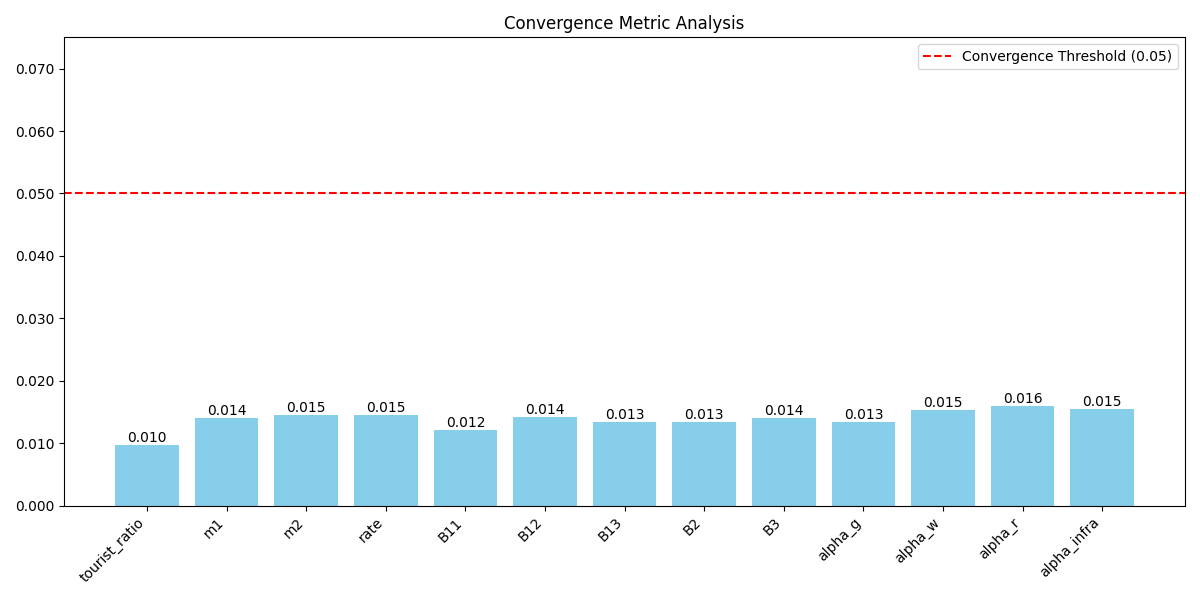 Convergence Metric Analysis
Convergence Threshold (0.05)
0.070
0.060
0.050
0.040
0.030
0.020
0.010
0.000
0.010
0.014
0.015
0.015
0.012
0.014
0.013
0.013
0.014
0.013
0.015
0.016
0.015
tourist_ratio
m1
m2
rate
B11
B12
B13
B2
B3
alpha_g
alpha_w
alpha_r
alpha_infra